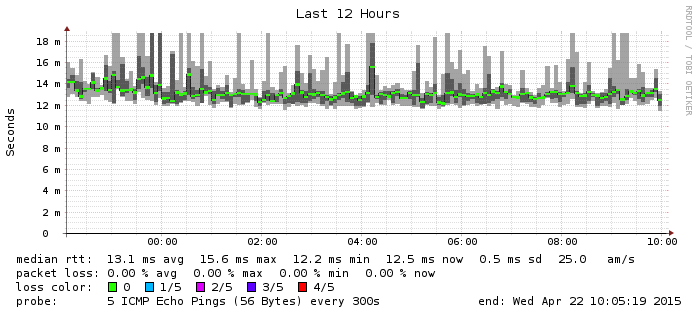 Last 12 Hours
RRDTOOL / TOBI OETIKER
Seconds
18 m
16 m
14 m
12 m
10 m
8 m
6 m
4 m
2 m
0
00:00 02:00 04:00 06:00 08:00 10:00
median rtt: 13.1 ms avg 15.6 ms max 12.2 ms min 12.5 ms now 0.5 ms sd 25.0 am/s
packet loss: 0.00 % avg 0.00 % max 0.00 % min 0.00 % now
loss color: 0 1/5 2/5 3/5 4/5
probe: 5 ICMP Echo Pings (56 Bytes) every 300s end: Wed Apr 22 10:05:19 2015